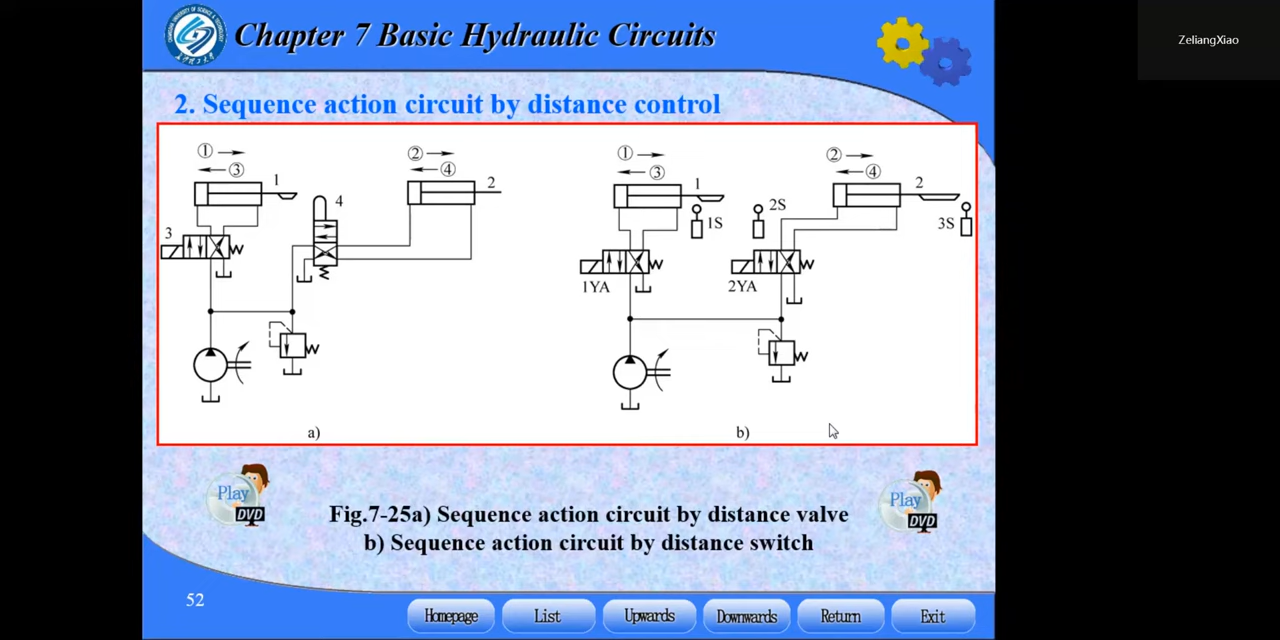 Chapter 7 Basic Hydraulic Circuits
ZeliangXiao
2. Sequence action circuit by distance control
① ③ 1 3 4 ② ④ 2
a)
① ③ 1 1S 1YA 2S 2YA ② ④ 2 3S
b)
Play DVD
Play DVD
Fig.7-25a) Sequence action circuit by distance valve
b) Sequence action circuit by distance switch
52
Homepage List Upwards Downwards Return Exit